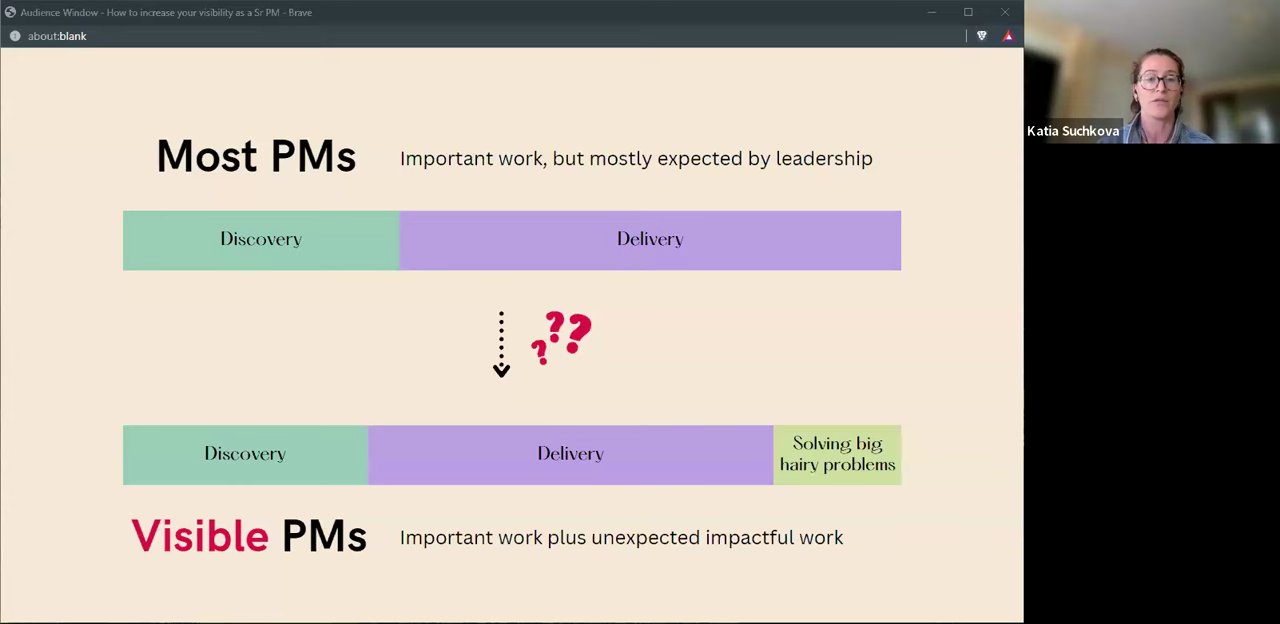 Audience Window - How to increase your visibility as a Sr PM - Brave
about:blank
Katia Suchkova
Most PMs
Important work, but mostly expected by leadership
Discovery
Delivery
???
Discovery
Delivery
Solving big
hairy problems
Visible PMs
Important work plus unexpected impactful work